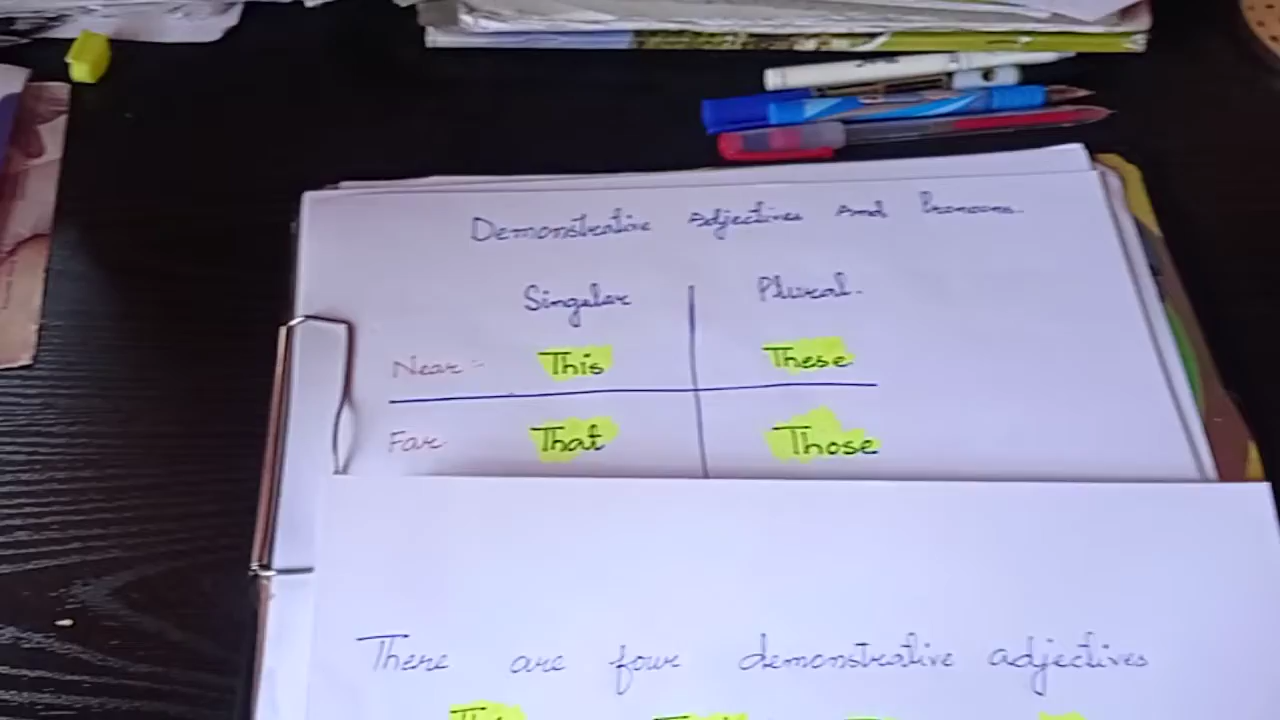 Demonstrative Adjectives And Pronouns.
Singular Plural.
Near :- This These
Far That Those
There are four demonstrative adjectives